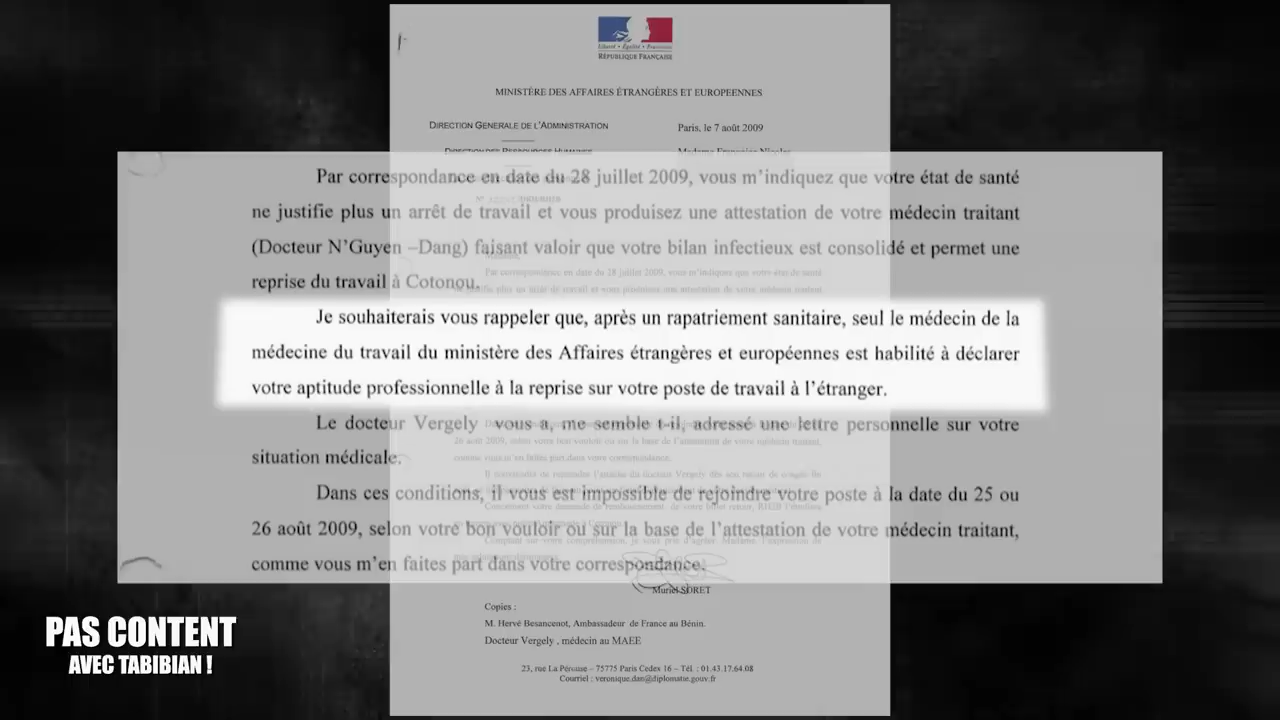 Liberté • Égalité • Fraternité
RÉPUBLIQUE FRANÇAISE
MINISTÈRE DES AFFAIRES ÉTRANGÈRES ET EUROPEENNES
DIRECTION GENERALE DE L'ADMINISTRATION
Paris, le 7 août 2009
DIRECTION DES RESSOURCES HUMAINES
Madame Françoise Nicolas
Par correspondance en date du 28 juillet 2009, vous m'indiquez que votre état de santé
ne justifie plus un arrêt de travail et vous produisez une attestation de votre médecin traitant
(Docteur N'Guyen –Dang) faisant valoir que votre bilan infectieux est consolidé et permet une
reprise du travail à Cotonou.
Je souhaiterais vous rappeler que, après un rapatriement sanitaire, seul le médecin de la
médecine du travail du ministère des Affaires étrangères et européennes est habilité à déclarer
votre aptitude professionnelle à la reprise sur votre poste de travail à l'étranger.
Le docteur Vergely vous a, me semble t-il, adressé une lettre personnelle sur votre
situation médicale.
Dans ces conditions, il vous est impossible de rejoindre votre poste à la date du 25 ou
26 août 2009, selon votre bon vouloir ou sur la base de l'attestation de votre médecin traitant,
comme vous m'en faites part dans votre correspondance.
Muriel SORET
Copies :
M. Hervé Besancenot, Ambassadeur de France au Bénin.
Docteur Vergely , médecin au MAEE
23, rue La Pérouse – 75775 Paris Cedex 16 – Tél. : 01.43.17.64.08
Courriel : veronique.dan@diplomatie.gouv.fr
PAS CONTENT
AVEC TABIBIAN !